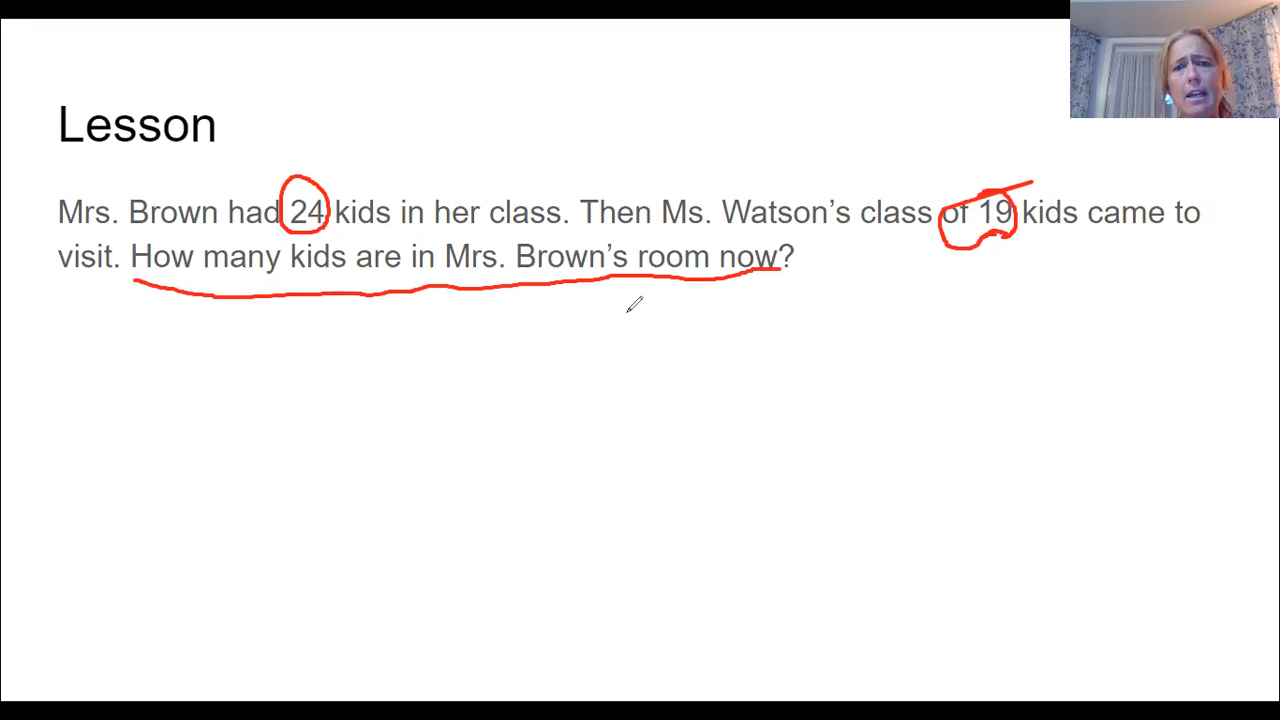 Lesson
Mrs. Brown had 24 kids in her class. Then Ms. Watson’s class of 19 kids came to
visit. How many kids are in Mrs. Brown’s room now?